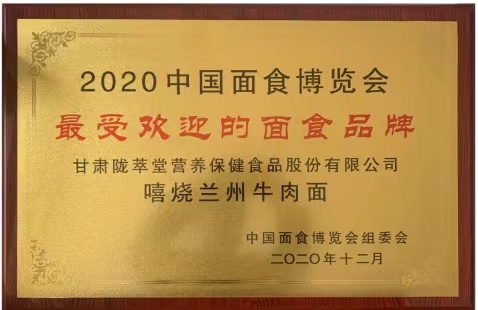 2020中国面食博览会
最受欢迎的面食品牌
甘肃陇萃堂营养保健食品股份有限公司
嘻烧兰州牛肉面
中国面食博览会组委会
二〇二〇年十二月